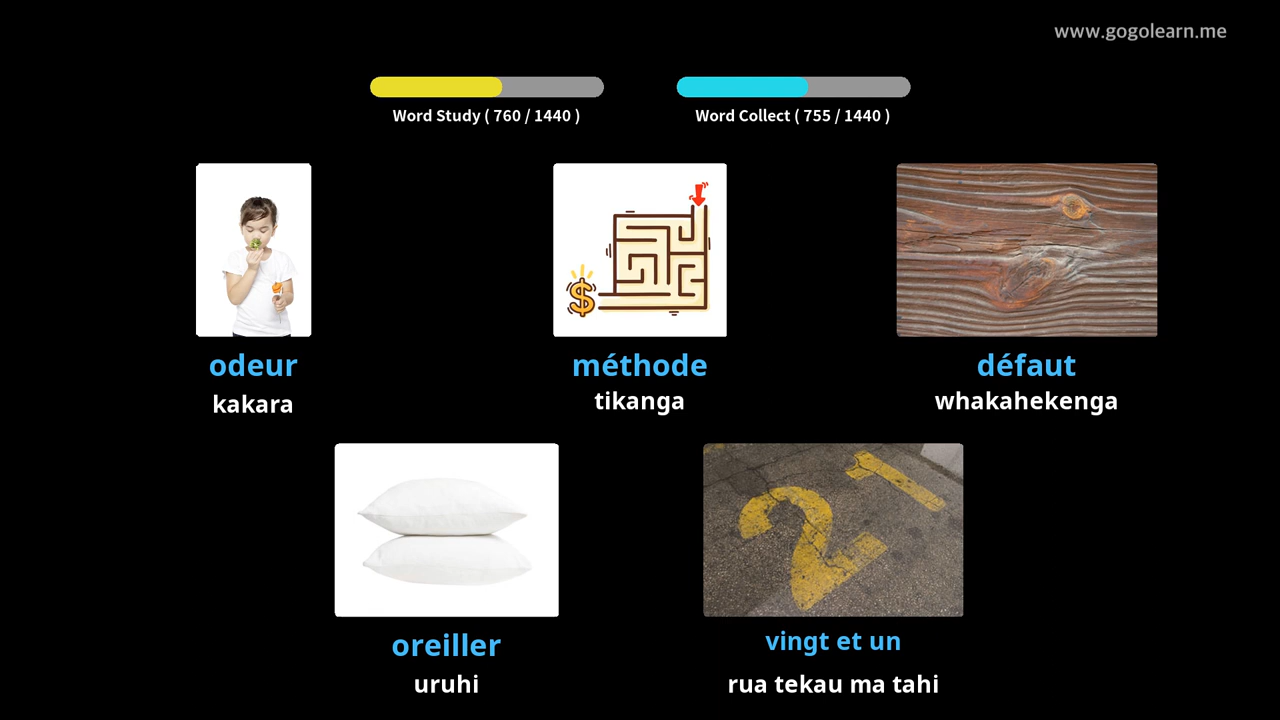 www.gogolearn.me
Word Study ( 760 / 1440 )
Word Collect ( 755 / 1440 )
odeur
kakara
méthode
tikanga
défaut
whakahekenga
$
21
oreiller
uruhi
vingt et un
rua tekau ma tahi